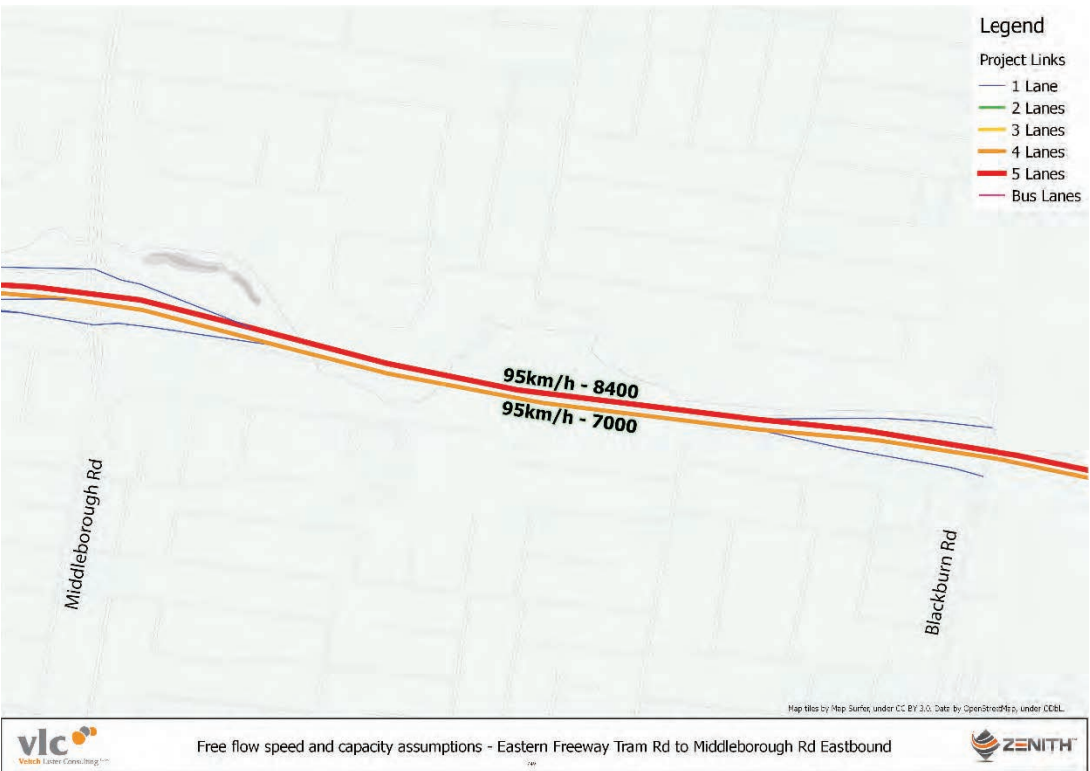 Legend
Project Links
1 Lane
2 Lanes
3 Lanes
4 Lanes
5 Lanes
Bus Lanes
95km/h - 8400
95km/h - 7000
Middleborough Rd
Blackburn Rd
Map tiles by Map Surfer, under CC BY 3.0. Data by OpenStreetMap, under ODbL.
vlc
Veitch Lister Consulting
Free flow speed and capacity assumptions - Eastern Freeway Tram Rd to Middleborough Rd Eastbound
ZENITH